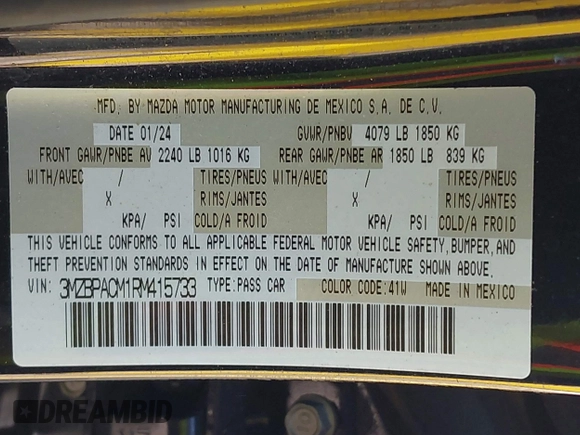 MFD. BY MAZDA MOTOR MANUFACTURING DE MEXICO S.A. DE C.V.
DATE 01/24 GVWR/PNBV 4079 LB 1850 KG
FRONT GAWR/PNBE AV 2240 LB 1016 KG REAR GAWR/PNBE AR 1850 LB 839 KG
WITH/AVEC / TIRES/PNEUS WITH/AVEC / TIRES/PNEUS
X RIMS/JANTES X RIMS/JANTES
KPA/ PSI COLD/A FROID KPA/ PSI COLD/A FROID
THIS VEHICLE CONFORMS TO ALL APPLICABLE FEDERAL MOTOR VEHICLE SAFETY, BUMPER, AND
THEFT PREVENTION STANDARDS IN EFFECT ON THE DATE OF MANUFACTURE SHOWN ABOVE.
VIN: 3MZBPACM1RM415733 TYPE:PASS CAR COLOR CODE:41W MADE IN MEXICO
DREAMBID